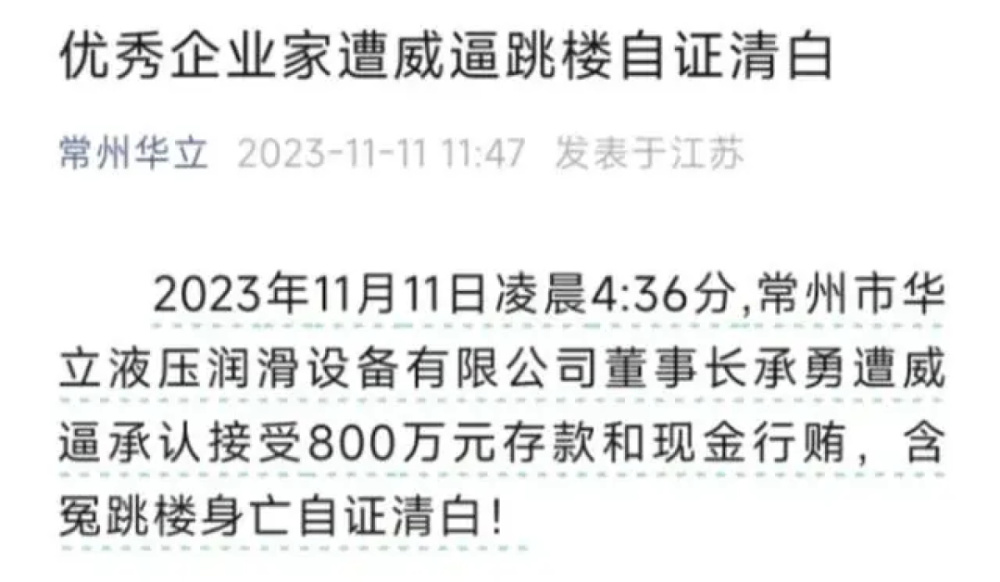 优秀企业家遭威逼跳楼自证清白
常州华立 2023-11-11 11:47 发表于江苏
2023年11月11日凌晨4:36分,常州市华
立液压润滑设备有限公司董事长承勇遭威
逼承认接受800万元存款和现金行贿，含
冤跳楼身亡自证清白！